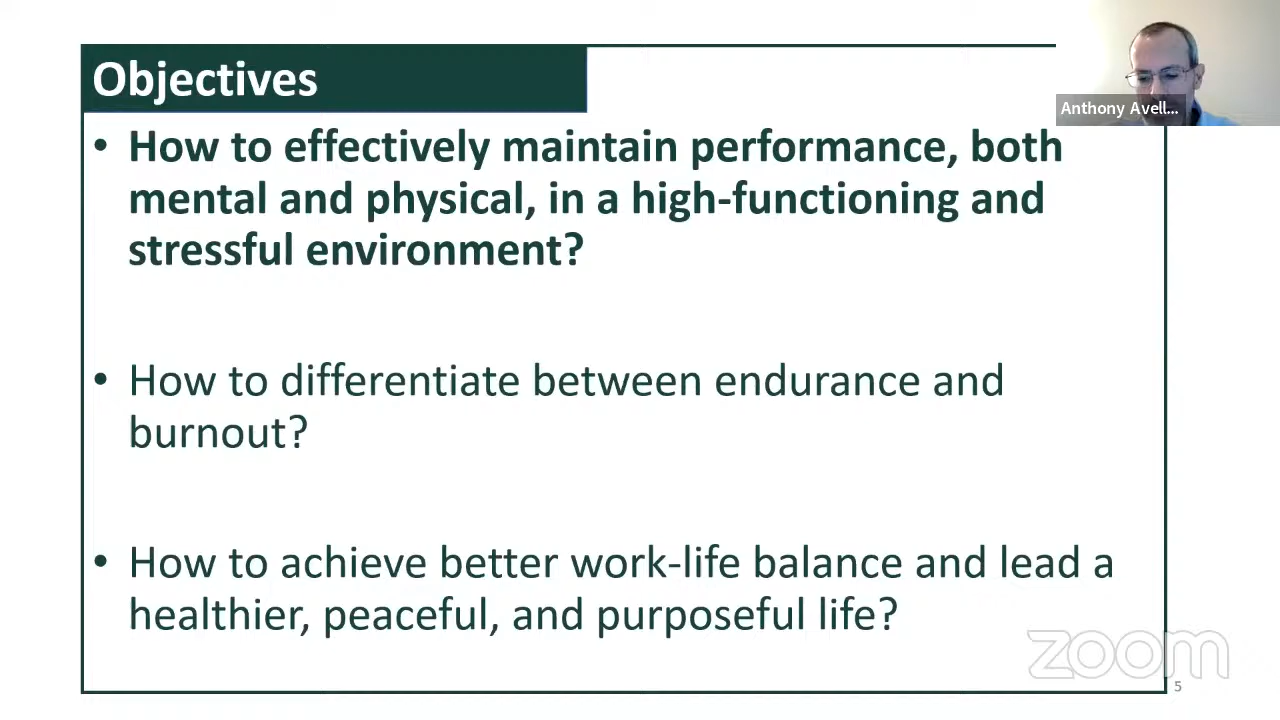 Objectives
Anthony Avell...
• How to effectively maintain performance, both
mental and physical, in a high-functioning and
stressful environment?
• How to differentiate between endurance and
burnout?
• How to achieve better work-life balance and lead a
healthier, peaceful, and purposeful life?
zoom
5